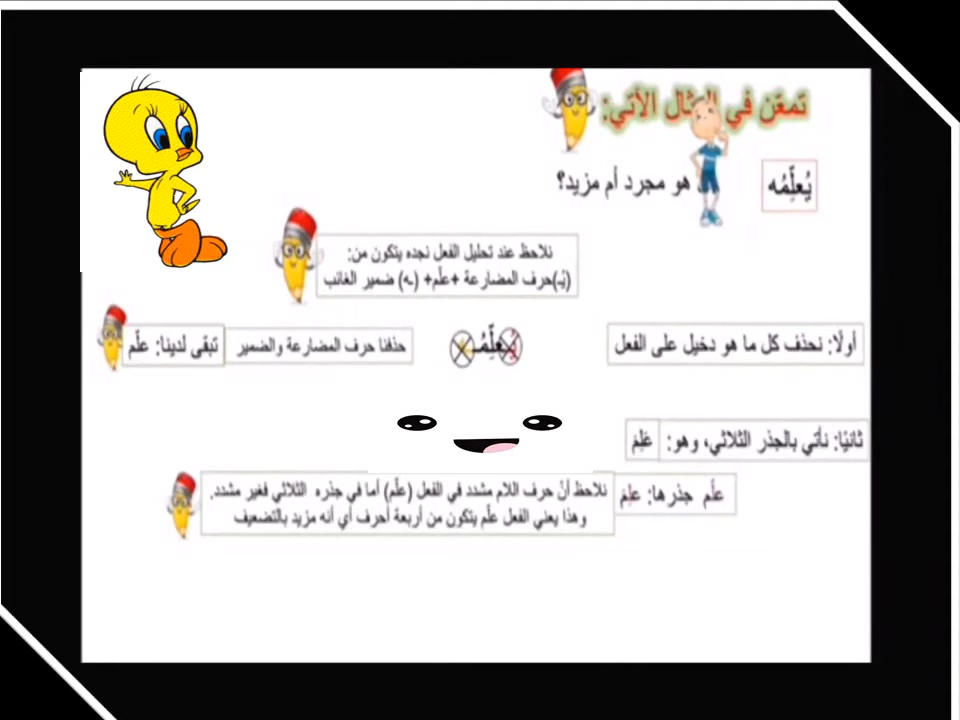 تمعّن في المثال الآتي:
يُعلِّمُه هو مجرد أم مزيد؟
نلاحظ عند تحليل الفعل نجده يتكون من:
(يُـ)حرف المضارعة +علّم+ (ـه) ضمير الغائب
أولًا: نحذف كل ما هو دخيل على الفعل
يُعلِّمُه
حذفنا حرف المضارعة والضمير
تبقى لدينا: علّم
ثانيًا: نأتي بالجذر الثلاثي، وهو: عَلِمَ
علّم جذرها: علِمَ
نلاحظ أنّ حرف اللام مشدد في الفعل (علّم) أما في جذره الثلاثي فغير مشدد.
وهذا يعني الفعل علّم يتكون من أربعة أحرف أي أنه مزيد بالتضعيف